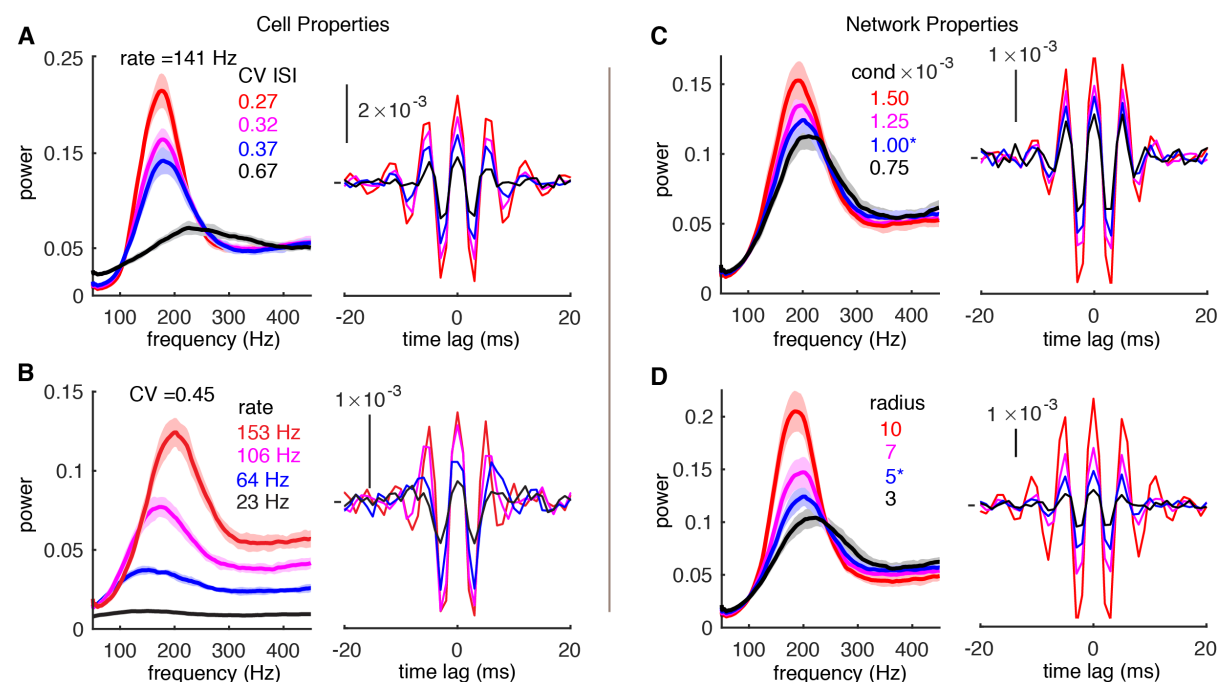 Cell Properties
Network Properties
A
rate =141 Hz
CV ISI
0.27
0.32
0.37
0.67
0.25
0.15
0.05
0
power
100
200
300
400
frequency (Hz)
2×10⁻³
-20
0
20
time lag (ms)
B
CV =0.45
rate
153 Hz
106 Hz
64 Hz
23 Hz
0.15
0.1
0.05
0
power
100
200
300
400
frequency (Hz)
1×10⁻³
-20
0
20
time lag (ms)
C
cond ×10⁻³
1.50
1.25
1.00*
0.75
0.15
0.1
0.05
0
power
100
200
300
400
frequency (Hz)
1×10⁻³
-20
0
20
time lag (ms)
D
radius
10
7
5*
3
0.2
0.15
0.1
0.05
0
power
100
200
300
400
frequency (Hz)
1×10⁻³
-20
0
20
time lag (ms)